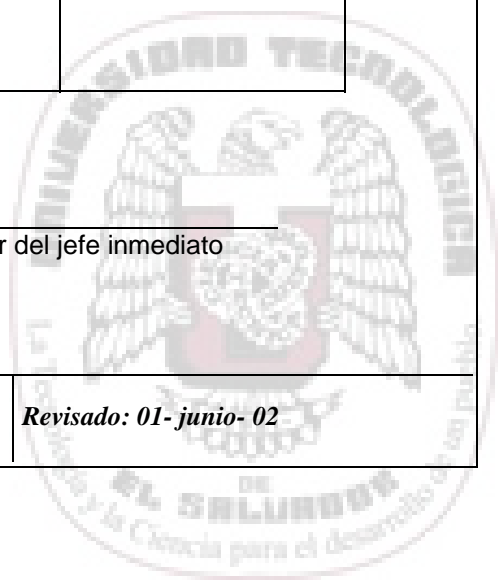 UNIVERSIDAD TECNOLOGICA
r del jefe inmediato
Revisado: 01- junio- 02
DE
EL SALVADOR
La Tecnología y la Ciencia para el desarrollo de un pueblo